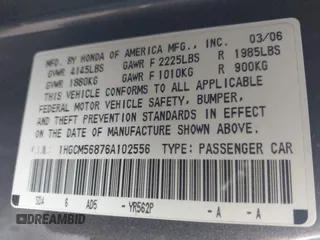 MFD. BY HONDA OF AMERICA MFG., INC. 03/06
GVWR 4145LBS GAWR F 2225LBS R 1985LBS
GVWR 1880KG GAWR F 1010KG R 900KG
THIS VEHICLE CONFORMS TO ALL APPLICABLE
FEDERAL MOTOR VEHICLE SAFETY, BUMPER,
AND THEFT PREVENTION STANDARDS IN EFFECT
ON THE DATE OF MANUFACTURE SHOWN ABOVE.
1HGCM56876A102556 TYPE: PASSENGER CAR
SDA 6 AD5 - YR562P - A - A
DREAMBID